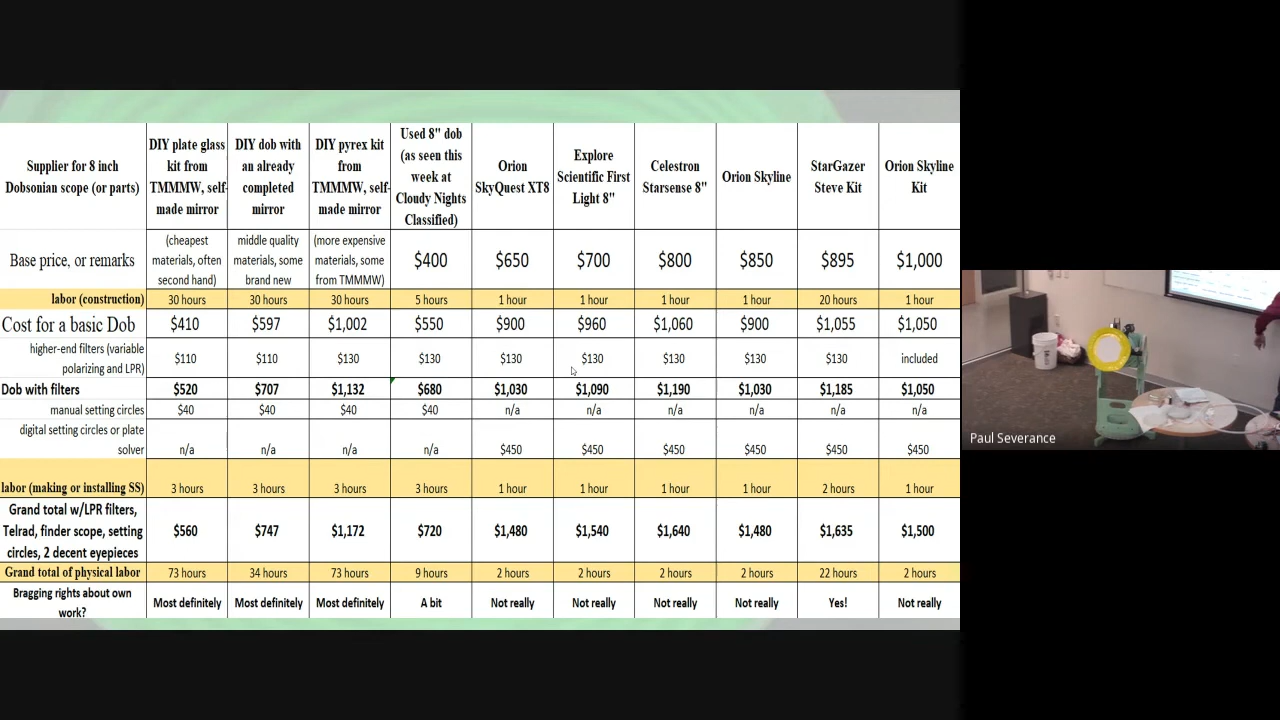 Supplier for 8 inch Dobsonian scope (or parts) DIY plate glass kit from TMMMW, self-made mirror DIY dob with an already completed mirror DIY pyrex kit from TMMMW, self-made mirror Used 8" dob (as seen this week at Cloudy Nights Classified) Orion SkyQuest XT8 Explore Scientific First Light 8" Celestron Starsense 8" Orion Skyline StarGazer Steve Kit Orion Skyline Kit
Base price, or remarks (cheapest materials, often second hand) middle quality materials, some brand new (more expensive materials, some from TMMMW) $400 $650 $700 $800 $850 $895 $1,000
labor (construction) 30 hours 30 hours 30 hours 5 hours 1 hour 1 hour 1 hour 1 hour 20 hours 1 hour
Cost for a basic Dob $410 $597 $1,002 $550 $900 $960 $1,060 $900 $1,055 $1,050
higher-end filters (variable polarizing and LPR) $110 $110 $130 $130 $130 $130 $130 $130 $130 included
Dob with filters $520 $707 $1,132 $680 $1,030 $1,090 $1,190 $1,030 $1,185 $1,050
manual setting circles $40 $40 $40 $40 n/a n/a n/a n/a n/a n/a
digital setting circles or plate solver n/a n/a n/a n/a $450 $450 $450 $450 $450 $450
labor (making or installing SS) 3 hours 3 hours 3 hours 3 hours 1 hour 1 hour 1 hour 1 hour 2 hours 1 hour
Grand total w/LPR filters, Telrad, finder scope, setting circles, 2 decent eyepieces $560 $747 $1,172 $720 $1,480 $1,540 $1,640 $1,480 $1,635 $1,500
Grand total of physical labor 73 hours 34 hours 73 hours 9 hours 2 hours 2 hours 2 hours 2 hours 22 hours 2 hours
Bragging rights about own work? Most definitely Most definitely Most definitely A bit Not really Not really Not really Not really Yes! Not really
Paul Severance